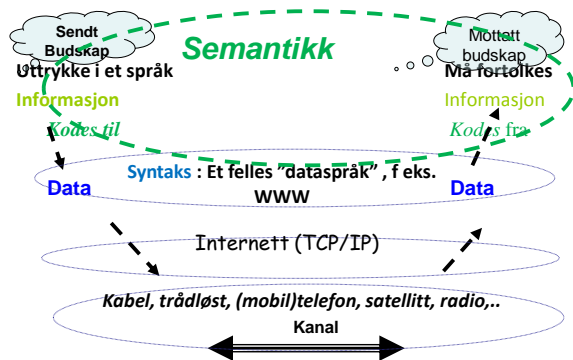 Sendt
Budskap
Semantikk
Mottatt
budskap
Uttrykke i et språk
Må fortolkes
Informasjon
Informasjon
Kodes til
Kodes fra
Syntaks : Et felles "dataspråk" , f eks.
WWW
Data
Data
Internett (TCP/IP)
Kabel, trådløst, (mobil)telefon, satellitt, radio,..
Kanal